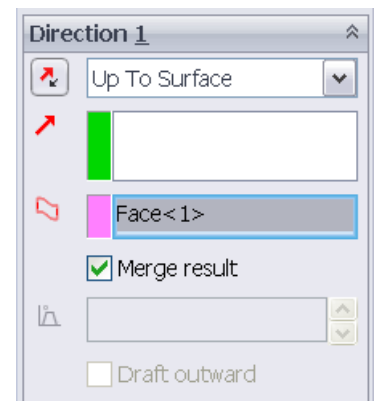 Direction 1
Up To Surface
Face<1>
Merge result
Draft outward